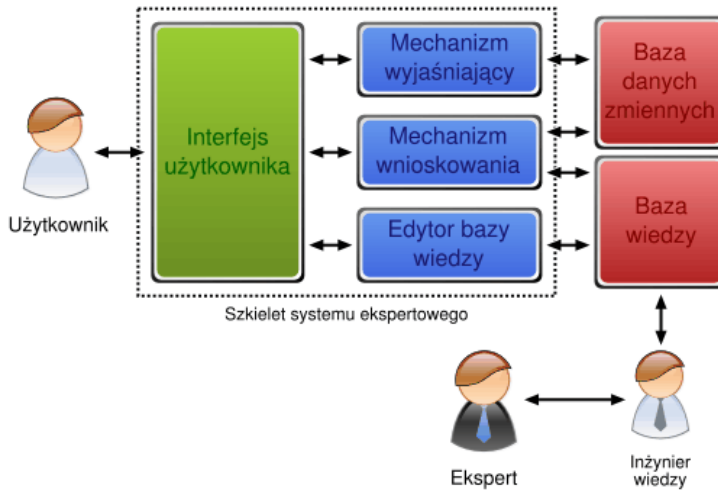 Mechanizm
wyjaśniający
Baza
danych
zmiennych
Interfejs
użytkownika
Mechanizm
wnioskowania
Użytkownik
Edytor bazy
wiedzy
Baza
wiedzy
Szkielet systemu ekspertowego
Ekspert
Inżynier
wiedzy